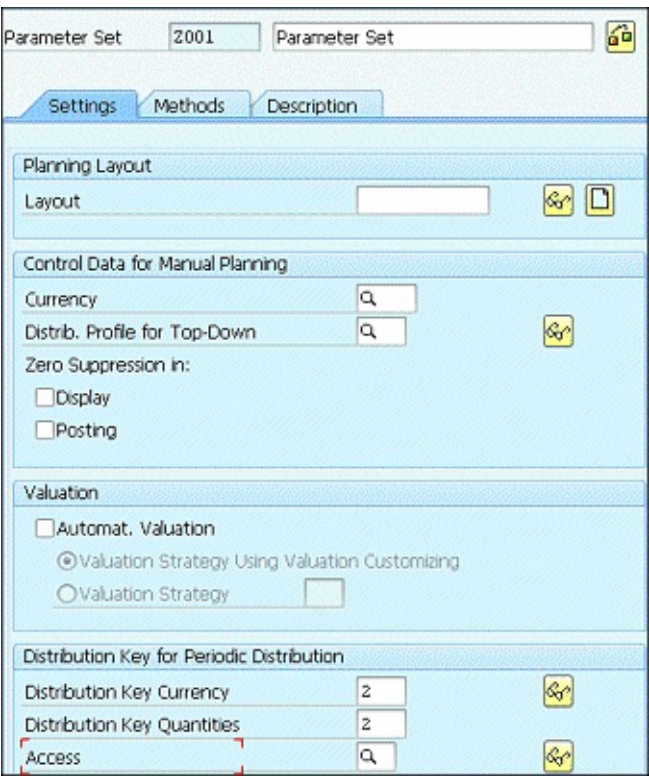 Parameter Set Z001 Parameter Set
Settings Methods Description
Planning Layout
Layout
Control Data for Manual Planning
Currency
Distrib. Profile for Top-Down
Zero Suppression in:
Display
Posting
Valuation
Automat. Valuation
Valuation Strategy Using Valuation Customizing
Valuation Strategy
Distribution Key for Periodic Distribution
Distribution Key Currency 2
Distribution Key Quantities 2
Access